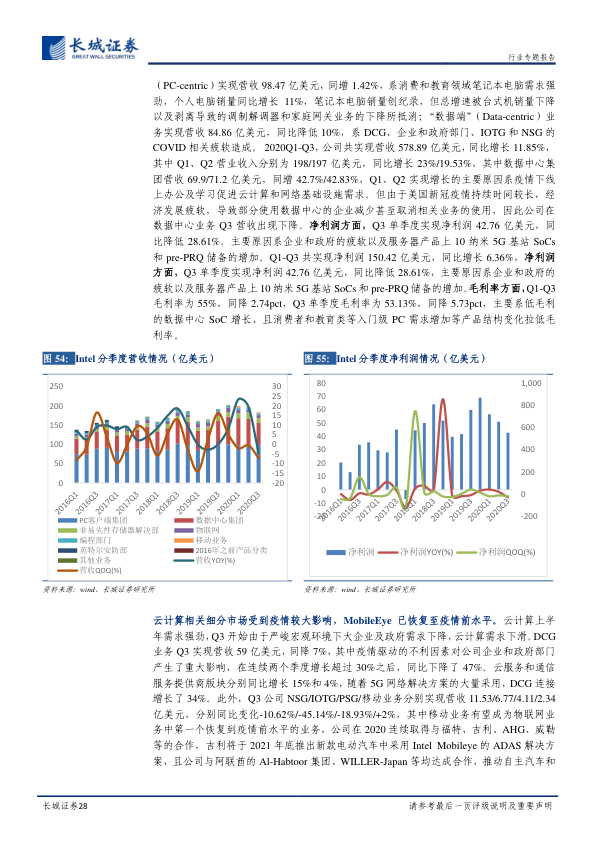 长城证券
GREAT WALL SECURITIES
行业专题报告
（PC-centric）实现营收 98.47 亿美元，同增 1.42%，系消费和教育领域笔记本电脑需求强
劲，个人电脑销量同比增长 11%，笔记本电脑销量创纪录，但总增速被台式机销量下降
以及剥离导致的调制解调器和家庭网关业务的下降所抵消；“数据端”（Data-centric）业
务实现营收 84.86 亿美元，同比降低 10%，系 DCG、企业和政府部门、IOTG 和 NSG 的
COVID 相关疲软造成。 2020Q1-Q3，公司共实现营收 578.89 亿元，同比增长 11.85%，
其中 Q1、Q2 营业收入分别为 198/197 亿美元，同比增长 23%/19.53%，其中数据中心集
团营收 69.9/71.2 亿美元，同增 42.7%/42.83%，Q1、Q2 实现增长的主要原因系疫情下线
上办公及学习促进云计算和网络基础设施需求。但由于美国新冠疫情持续时间较长，经
济发展疲软，导致部分使用数据中心的企业减少甚至取消相关业务的使用，因此公司在
数据中心业务 Q3 营收出现下降。净利润方面，Q3 单季度实现净利润 42.76 亿元，同
比降低 28.61%。主要原因系企业和政府的疲软以及服务器产品上 10 纳米 5G 基站 SoCs
和 pre-PRQ 储备的增加。Q1-Q3 共实现净利润 150.42 亿元，同比增长 6.36%，净利润
方面，Q3 单季度实现净利润 42.76 亿元，同比降低 28.61%，主要原因系企业和政府的
疲软以及服务器产品上 10 纳米 5G 基站 SoCs 和 pre-PRQ 储备的增加。毛利率方面，Q1-Q3
毛利率为 55%，同降 2.74pct，Q3 单季度毛利率为 53.13%，同降 5.73pct，主要系低毛利
的数据中心 SoC 增长、且消费者和教育类等入门级 PC 需求增加等产品结构变化拉低毛
利率。
图 54：Intel 分季度营收情况（亿美元）
250
200
150
100
50
0
30
25
20
15
10
5
0
-5
-10
-15
-20
2016Q1
2016Q3
2017Q1
2017Q3
2018Q1
2018Q3
2019Q1
2019Q3
2020Q1
2020Q3
PC客户端集团
数据中心集团
非易失性存储器解决部
物联网
编程部门
移动业务
英特尔安防部
2016年之前产品分类
其他业务
营收YOY(%)
营收QOQ(%)
资料来源：wind、长城证券研究所
图 55：Intel 分季度净利润情况（亿美元）
80
70
60
50
40
30
20
10
0
-10
-20
1,000
800
600
400
200
0
-200
2016Q1
2016Q3
2017Q1
2017Q3
2018Q1
2018Q3
2019Q1
2019Q3
2020Q1
2020Q3
净利润
净利润YOY(%)
净利润QOQ(%)
资料来源：wind、长城证券研究所
云计算相关细分市场受到疫情较大影响，MobileEye 已恢复至疫情前水平。云计算上半
年需求强劲，Q3 开始由于严峻宏观环境下大企业及政府需求下降，云计算需求下滑。DCG
业务 Q3 实现营收 59 亿美元，同降 7%，其中疫情驱动的不利因素对公司企业和政府部门
产生了重大影响，在连续两个季度增长超过 30%之后，同比下降了 47%。云服务和通信
服务提供商版块分别同比增长 15%和 4%，随着 5G 网络解决方案的大量采用，DCG 连接
增长了 34%。此外，Q3 公司 NSG/IOTG/PSG/移动业务分别实现营收 11.53/6.77/4.11/2.34
亿美元，分别同比变化-10.62%/-45.14%/-18.93%/+2%，其中移动业务有望成为物联网业
务中第一个恢复到疫情前水平的业务，公司在 2020 连续取得与福特、吉利、AHG，威勒
等的合作，吉利将于 2021 年底推出新款电动汽车中采用 Intel Mobileye 的 ADAS 解决方
案，且公司与阿联酋的 Al-Habtoor 集团，WILLER-Japan 等均达成合作，推动自主汽车和
长城证券28
请参考最后一页评级说明及重要声明